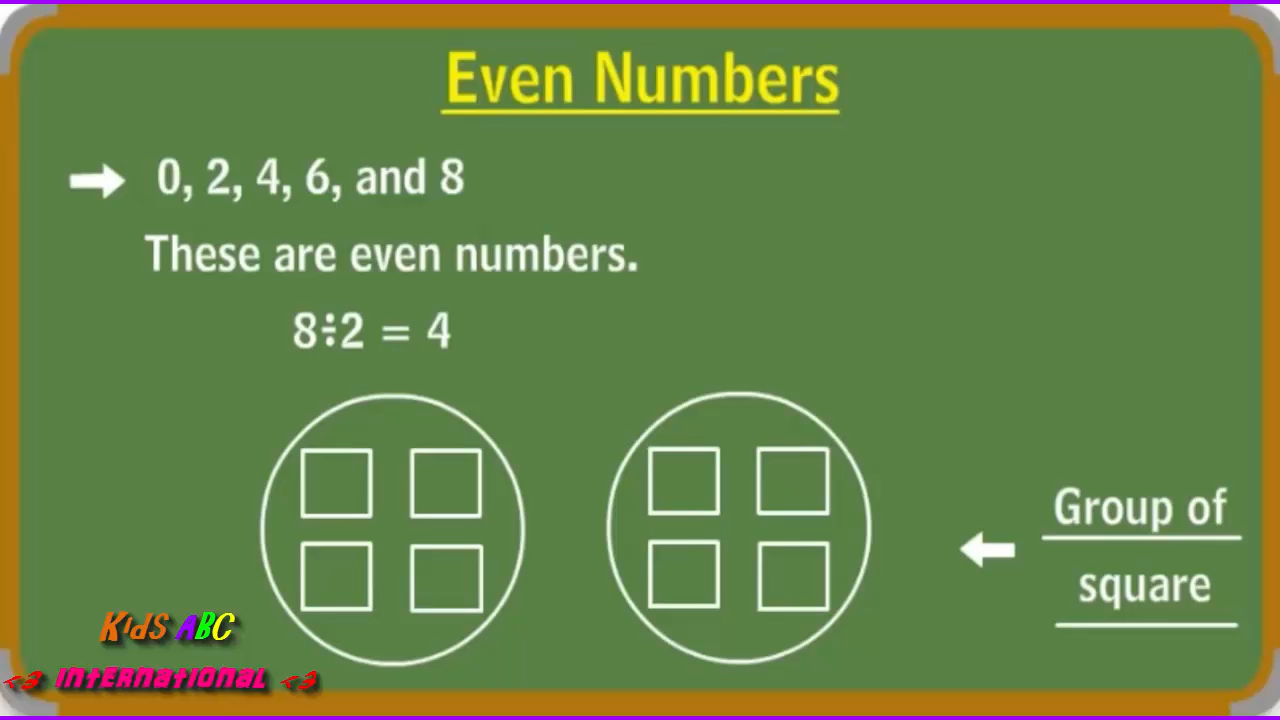 Even Numbers
0, 2, 4, 6, and 8
These are even numbers.
8÷2 = 4
Group of
square
Kids ABC
<3 International <3